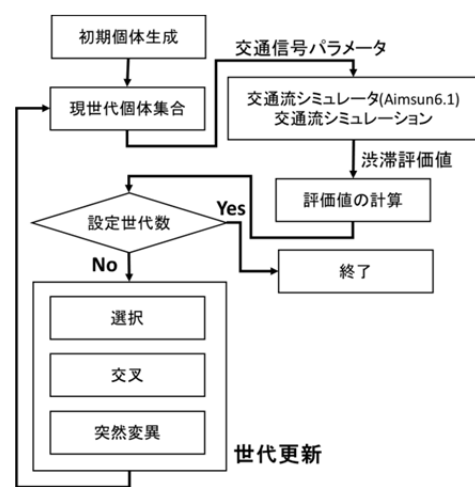 初期個体生成
交通信号パラメータ
現世代個体集合
交通流シミュレータ(Aimsun6.1)
交通流シミュレーション
渋滞評価値
評価値の計算
設定世代数
Yes
No
終了
選択
交叉
突然変異
世代更新